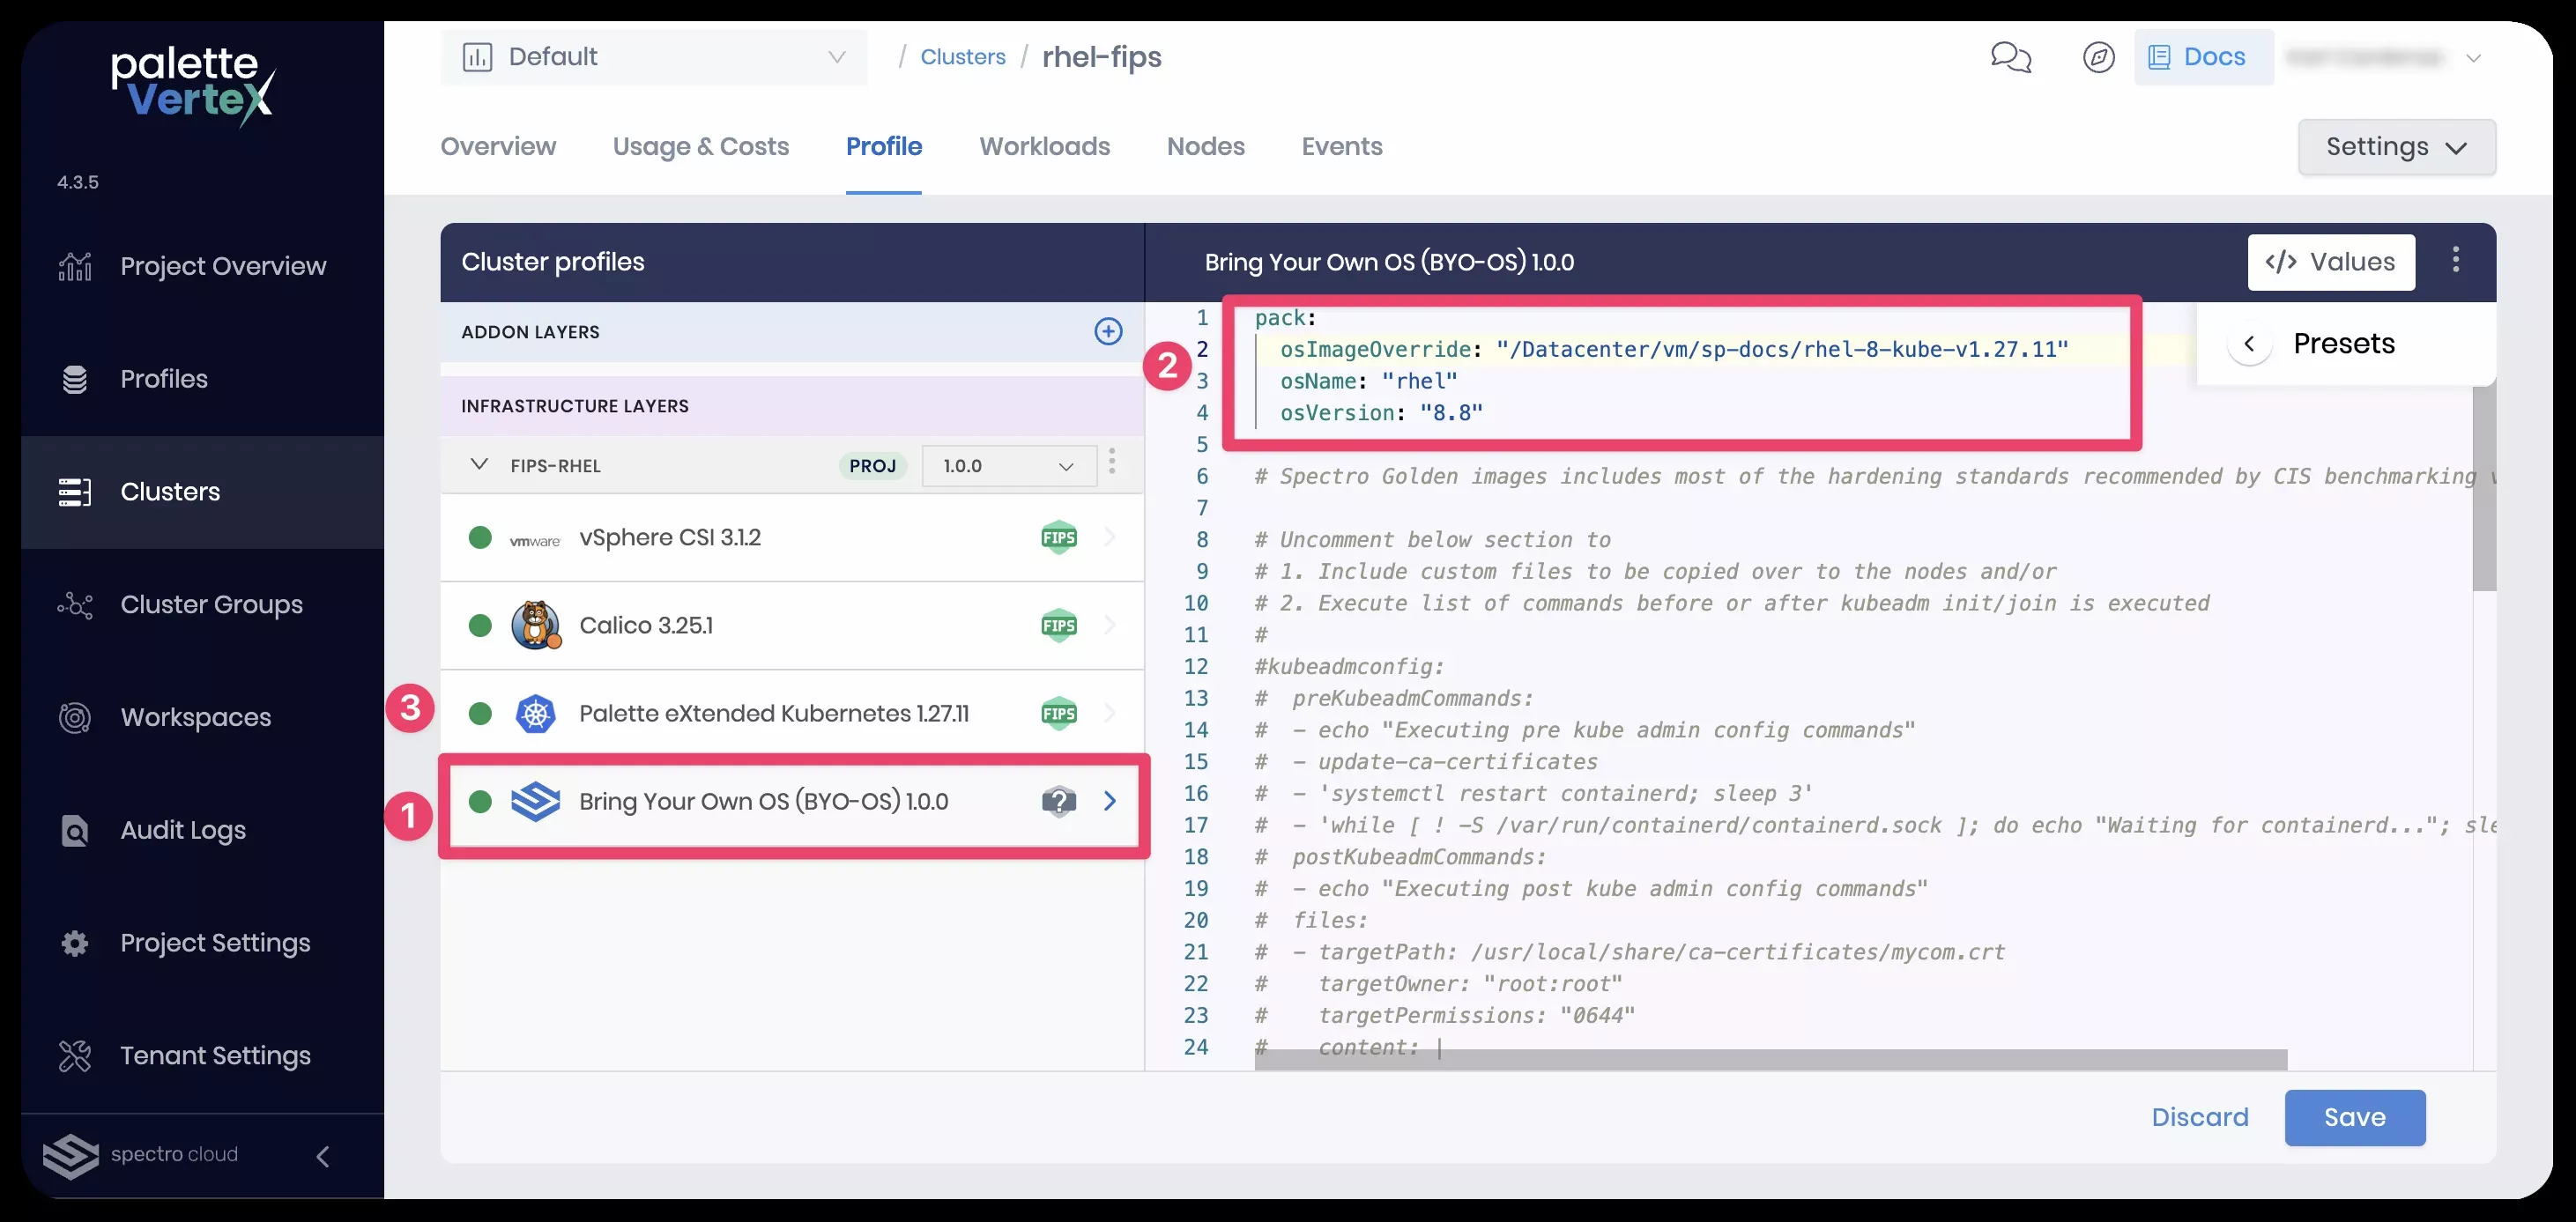 palette
VerteX
4.3.5
Project Overview
Profiles
Clusters
Cluster Groups
Workspaces
Audit Logs
Project Settings
Tenant Settings
spectro cloud
Default
/ Clusters / rhel-fips
Docs
Overview
Usage & Costs
Profile
Workloads
Nodes
Events
Settings
Cluster profiles
ADDON LAYERS
INFRASTRUCTURE LAYERS
FIPS-RHEL
PROJ
1.0.0
vmware
vSphere CSI 3.1.2
FIPS
Calico 3.25.1
FIPS
3
Palette eXtended Kubernetes 1.27.11
FIPS
1
Bring Your Own OS (BYO-OS) 1.0.0
?
Bring Your Own OS (BYO-OS) 1.0.0
</> Values
Presets
2
1 pack:
2 osImageOverride: "/Datacenter/vm/sp-docs/rhel-8-kube-v1.27.11"
3 osName: "rhel"
4 osVersion: "8.8"
5
6 # Spectro Golden images includes most of the hardening standards recommended by CIS benchmarking
7
8 # Uncomment below section to
9 # 1. Include custom files to be copied over to the nodes and/or
10 # 2. Execute list of commands before or after kubeadm init/join is executed
11 #
12 #kubeadmconfig:
13 #  preKubeadmCommands:
14 #  - echo "Executing pre kube admin config commands"
15 #  - update-ca-certificates
16 #  - 'systemctl restart containerd; sleep 3'
17 #  - 'while [ ! -S /var/run/containerd/containerd.sock ]; do echo "Waiting for containerd..."; sle
18 #  postKubeadmCommands:
19 #  - echo "Executing post kube admin config commands"
20 #  files:
21 #  - targetPath: /usr/local/share/ca-certificates/mycom.crt
22 #    targetOwner: "root:root"
23 #    targetPermissions: "0644"
24 #    content: |
Discard
Save